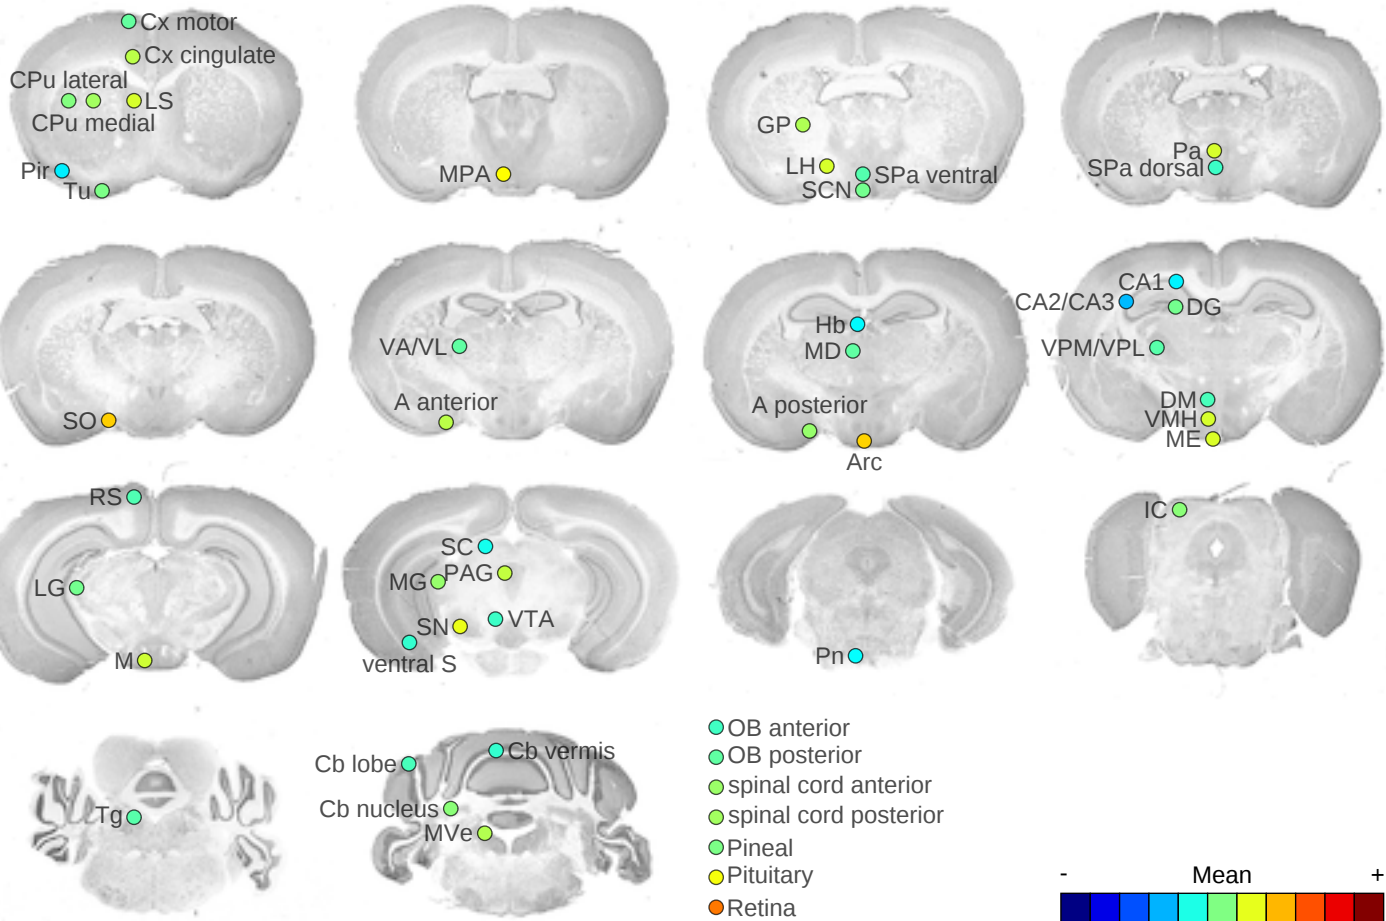 Cx motor
Cx cingulate
CPu lateral
LS
CPu medial
Pir
Tu
MPA
GP
LH
SPa ventral
SCN
Pa
SPa dorsal
SO
VA/VL
A anterior
Hb
MD
A posterior
Arc
CA1
CA2/CA3
DG
VPM/VPL
DM
VMH
ME
RS
LG
M
SC
PAG
MG
VTA
SN
ventral S
Pn
IC
Tg
Cb vermis
Cb lobe
Cb nucleus
MVe
OB anterior
OB posterior
spinal cord anterior
spinal cord posterior
Pineal
Pituitary
Retina
- Mean +